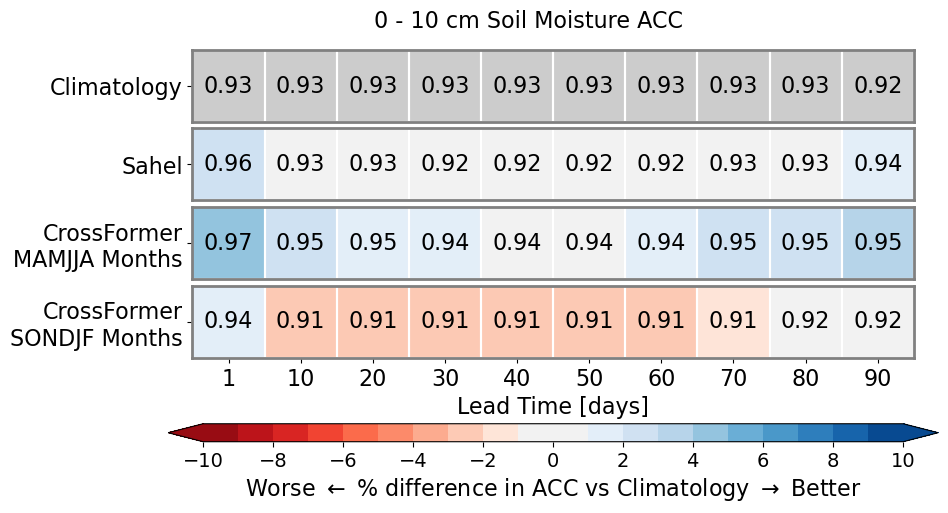 0 - 10 cm Soil Moisture ACC
Climatology 0.93 0.93 0.93 0.93 0.93 0.93 0.93 0.93 0.93 0.92
Sahel 0.96 0.93 0.93 0.92 0.92 0.92 0.92 0.93 0.93 0.94
CrossFormer
MAMJJA Months 0.97 0.95 0.95 0.94 0.94 0.94 0.94 0.95 0.95 0.95
CrossFormer
SONDJF Months 0.94 0.91 0.91 0.91 0.91 0.91 0.91 0.91 0.92 0.92
1 10 20 30 40 50 60 70 80 90
Lead Time [days]
−10 −8 −6 −4 −2 0 2 4 6 8 10
Worse ← % difference in ACC vs Climatology → Better